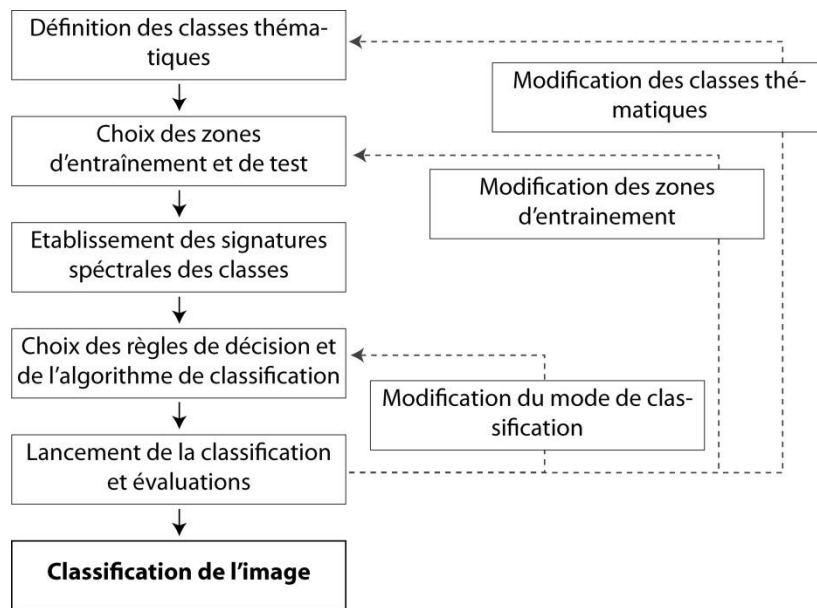 Définition des classes théma-
tiques
Modification des classes thé-
matiques
Choix des zones
d'entraînement et de test
Modification des zones
d'entrainement
Etablissement des signatures
spéctrales des classes
Choix des règles de décision et
de l'algorithme de classification
Modification du mode de clas-
sification
Lancement de la classification
et évaluations
Classification de l'image